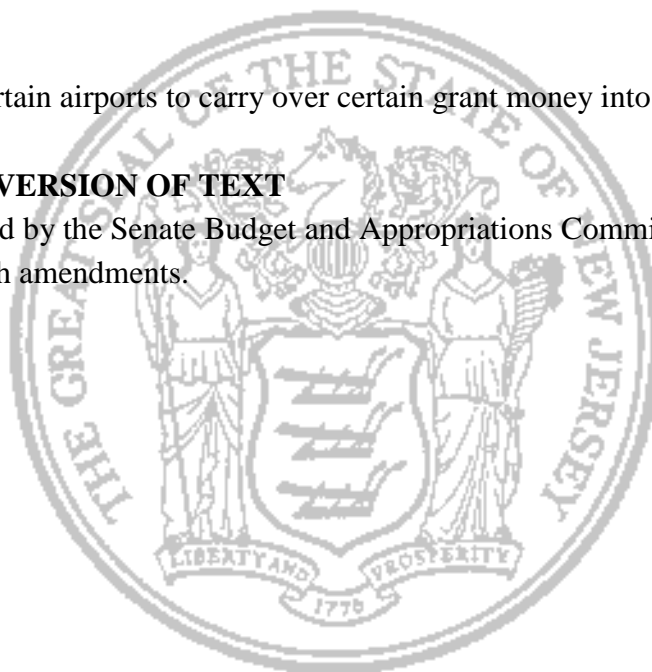 rtain airports to carry over certain grant money into
VERSION OF TEXT
d by the Senate Budget and Appropriations Commi
h amendments.
THE GREAT SEAL OF THE STATE OF NEW JERSEY
LIBERTY AND PROSPERITY
1776